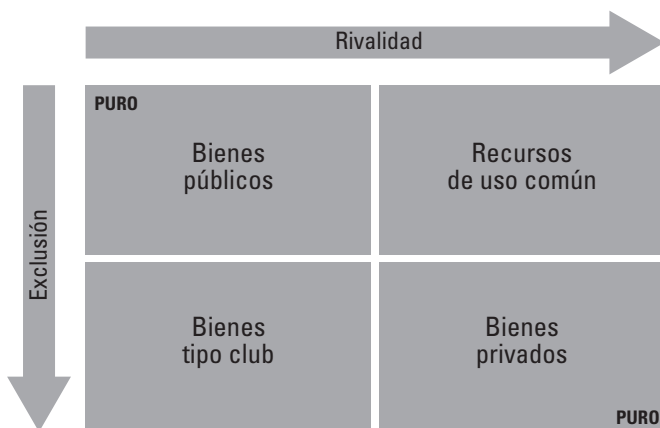 Rivalidad
Exclusión
PURO
Bienes
públicos
Recursos
de uso común
Bienes
tipo club
Bienes
privados
PURO